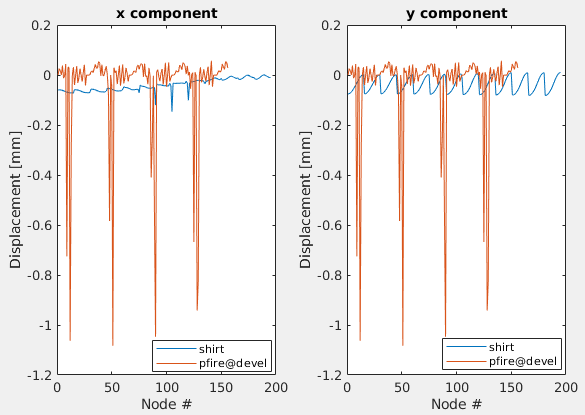 x component
y component
0.2
0
-0.2
-0.4
-0.6
-0.8
-1
-1.2
Displacement [mm]
0
50
100
150
200
Node #
shirt
pfire@devel
0.2
0
-0.2
-0.4
-0.6
-0.8
-1
-1.2
Displacement [mm]
0
50
100
150
200
Node #
shirt
pfire@devel